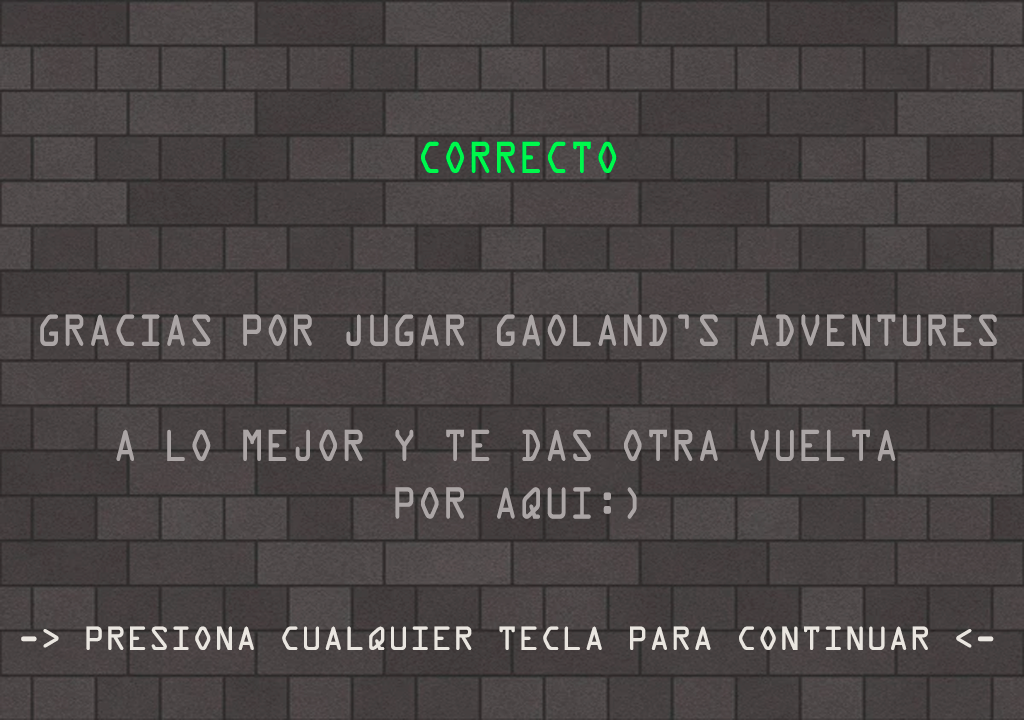 CORRECTO
GRACIAS POR JUGAR GAOLAND'S ADVENTURES
A LO MEJOR Y TE DAS OTRA VUELTA
POR AQUI:)
-> PRESIONA CUALQUIER TECLA PARA CONTINUAR <-